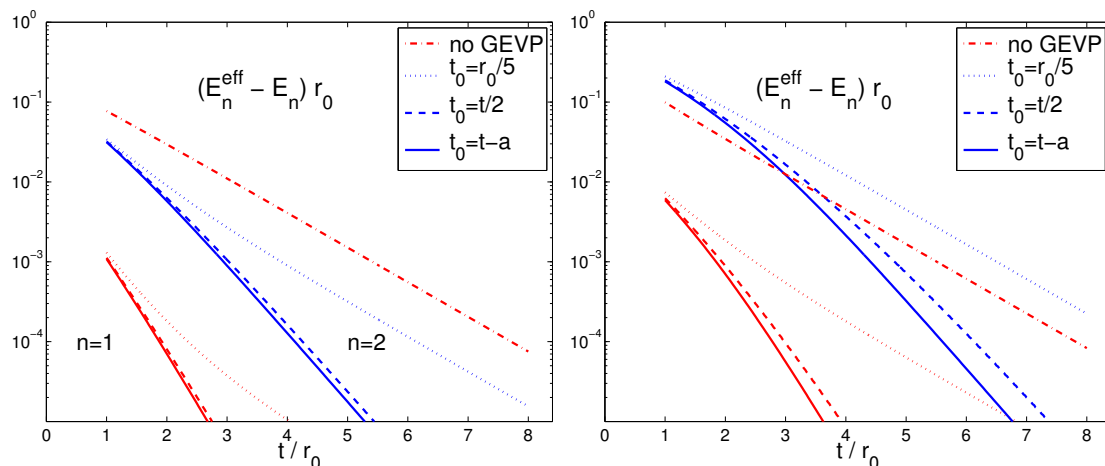 10^0
10^-1
10^-2
10^-3
10^-4
0 1 2 3 4 5 6 7 8
t / r_0
(E_n^eff − E_n) r_0
no GEVP
t_0=r_0/5
t_0=t/2
t_0=t−a
n=1
n=2
10^0
10^-1
10^-2
10^-3
10^-4
0 1 2 3 4 5 6 7 8
t / r_0
(E_n^eff − E_n) r_0
no GEVP
t_0=r_0/5
t_0=t/2
t_0=t−a